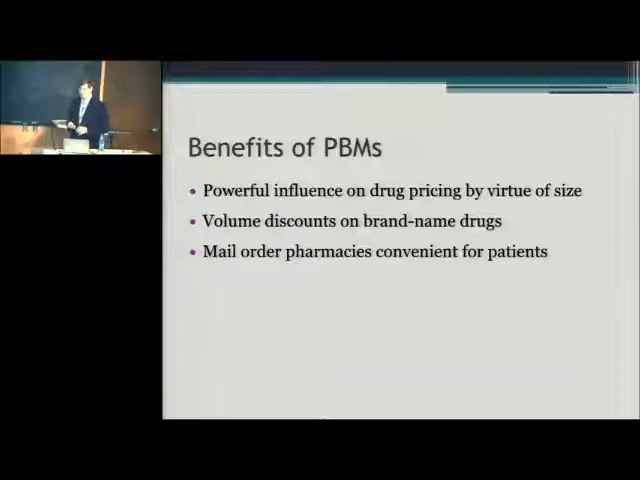 Benefits of PBMs
• Powerful influence on drug pricing by virtue of size
• Volume discounts on brand-name drugs
• Mail order pharmacies convenient for patients